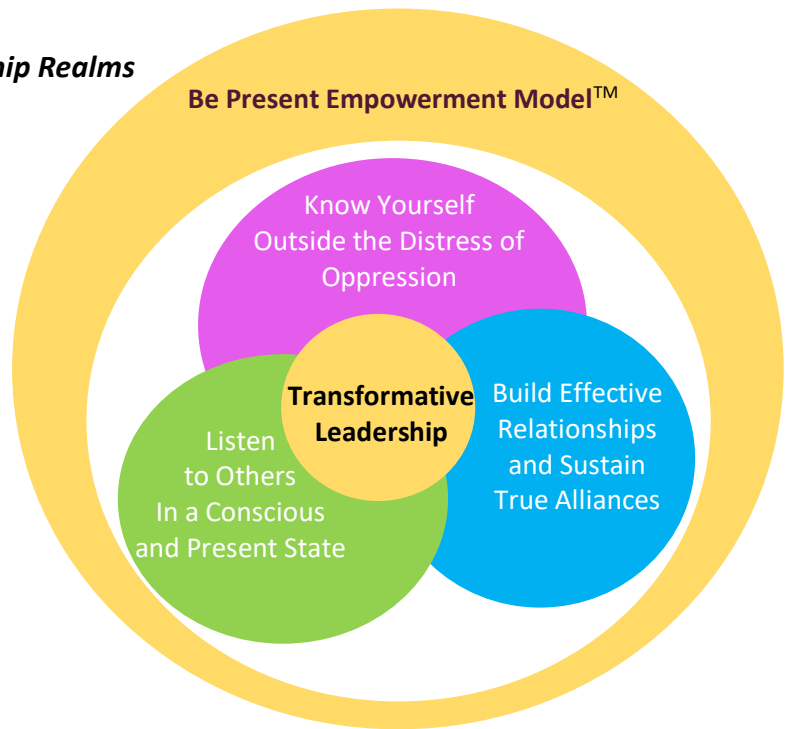 hip Realms
Be Present Empowerment Model™
Know Yourself
Outside the Distress of
Oppression
Transformative
Leadership
Build Effective
Relationships
and Sustain
True Alliances
Listen
to Others
In a Conscious
and Present State